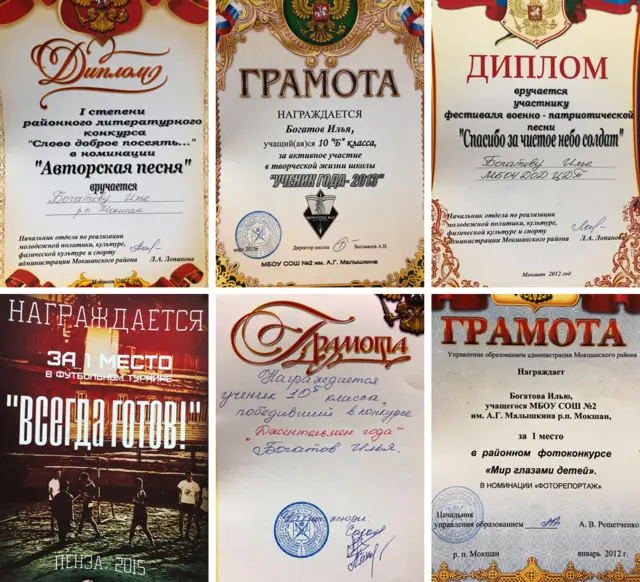 Диплом
I степени
районного литературного
конкурса
"Слово доброе посеять..."
в номинации
"Авторская песня"
вручается
Богатову Илье
р.п. Мокшан
Начальник отдела по реализации
молодежной политики, культуре,
физической культуре и спорту
администрации Мокшанского района Л.А. Лопанова
Мокшан
ГРАМОТА
НАГРАЖДАЕТСЯ
Богатов Илья,
учащий(ая)ся 10 "Б" класса,
за активное участие
в творческой жизни школы
"УЧЕНИК ГОДА- 2013"
Директор школы
МБОУ СОШ №2 им. А.Г. Малышкина
ДИПЛОМ
вручается
участнику
фестиваля военно - патриотической
песни
"Спасибо за чистое небо солдат"
Богатову Илье
Начальник отдела по реализации
молодежной политики, культуре,
физической культуре и спорту
администрации Мокшанского района Л.А. Лопанова
Мокшан 2012 год
НАГРАЖДАЕТСЯ
ЗА 1 МЕСТО
В ФУТБОЛЬНОМ ТУРНИРЕ
"ВСЕГДА ГОТОВ!"
ПЕНЗА, 2015
Грамота
Награждается
ученик 10б класса,
победивший в конкурсе
"Джентельмен года"
Богатов Илья.
ГРАМОТА
Управление образованием администрации Мокшанского района
Награждает
Богатова Илью,
учащегося МБОУ СОШ №2
им. А.Г. Малышкина р.п. Мокшан,
за 1 место
в районном фотоконкурсе
«Мир глазами детей».
В НОМИНАЦИИ «ФОТОРЕПОРТАЖ»
Начальник
управления образованием А. В. Решетченко
р. п. Мокшан январь 2012 г.